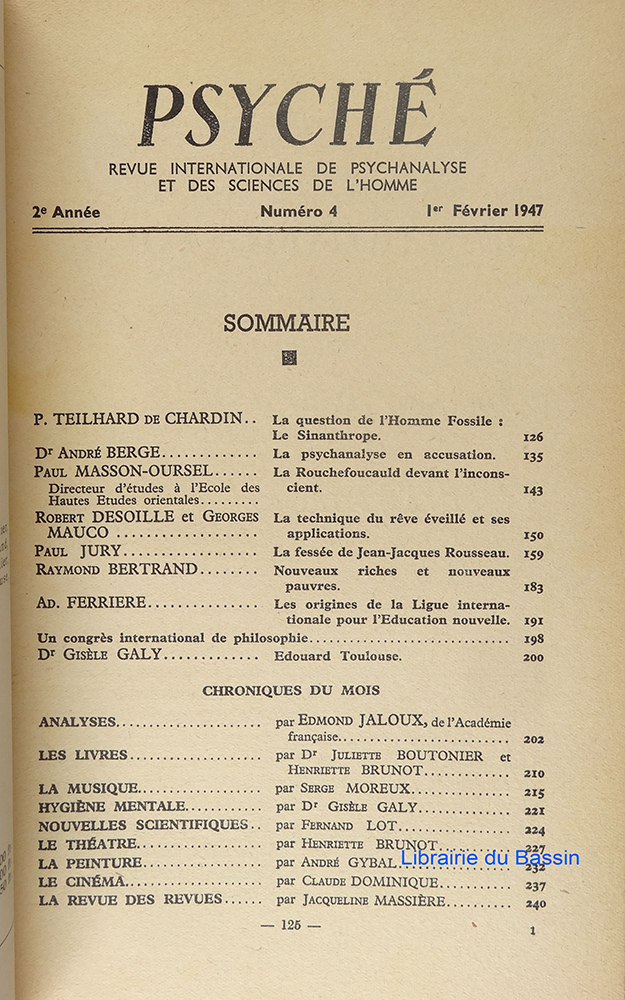 PSYCHÉ
REVUE INTERNATIONALE DE PSYCHANALYSE
ET DES SCIENCES DE L'HOMME
2e Année Numéro 4 1er Février 1947
SOMMAIRE
P. TEILHARD DE CHARDIN.. La question de l'Homme Fossile :
Le Sinanthrope. 126
Dr ANDRÉ BERGE............. La psychanalyse en accusation. 135
PAUL MASSON-OURSEL...... La Rouchefoucauld devant l'incons-
Directeur d'études à l'Ecole des cient. 143
Hautes Etudes orientales.........
ROBERT DESOILLE et GEORGES La technique du rêve éveillé et ses
MAUCO ................... applications. 150
PAUL JURY.................. La fessée de Jean-Jacques Rousseau. 159
RAYMOND BERTRAND........ Nouveaux riches et nouveaux
pauvres. 183
AD. FERRIERE............... Les origines de la Ligue interna-
tionale pour l'Education nouvelle. 191
Un congrès international de philosophie............................. 198
Dr GISÈLE GALY............. Edouard Toulouse. 200
CHRONIQUES DU MOIS
ANALYSES..................... par EDMOND JALOUX, de l'Académie
française......................... 202
LES LIVRES................... par Dr JULIETTE BOUTONIER et
HENRIETTE BRUNOT............ 210
LA MUSIQUE.................. par SERGE MOREUX.............. 215
HYGIÈNE MENTALE........... par Dr GISÈLE GALY............. 221
NOUVELLES SCIENTIFIQUES.. par FERNAND LOT............... 224
LE THÉATRE.................. par HENRIETTE BRUNOT......... 227
LA PEINTURE................. par ANDRÉ GYBAL.............. 232
Librairie du Bassin
LE CINÉMA................... par CLAUDE DOMINIQUE.......... 237
LA REVUE DES REVUES...... par JACQUELINE MASSIÈRE......... 240
— 125 — 1